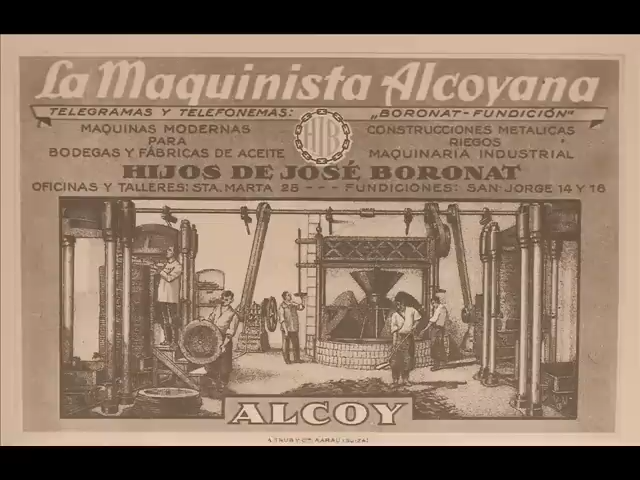 La Maquinista Alcoyana
TELEGRAMAS Y TELEFONEMAS: „BORONAT-FUNDICIÓN"
MAQUINAS MODERNAS
PARA
BODEGAS Y FÁBRICAS DE ACEITE
HJB
CONSTRUCCIONES METALICAS
RIEGOS
MAQUINARIA INDUSTRIAL
HIJOS DE JOSÉ BORONAT
OFICINAS Y TALLERES: STA. MARTA 28 --- FUNDICIONES: SAN JORGE 14 Y 16
ALCOY